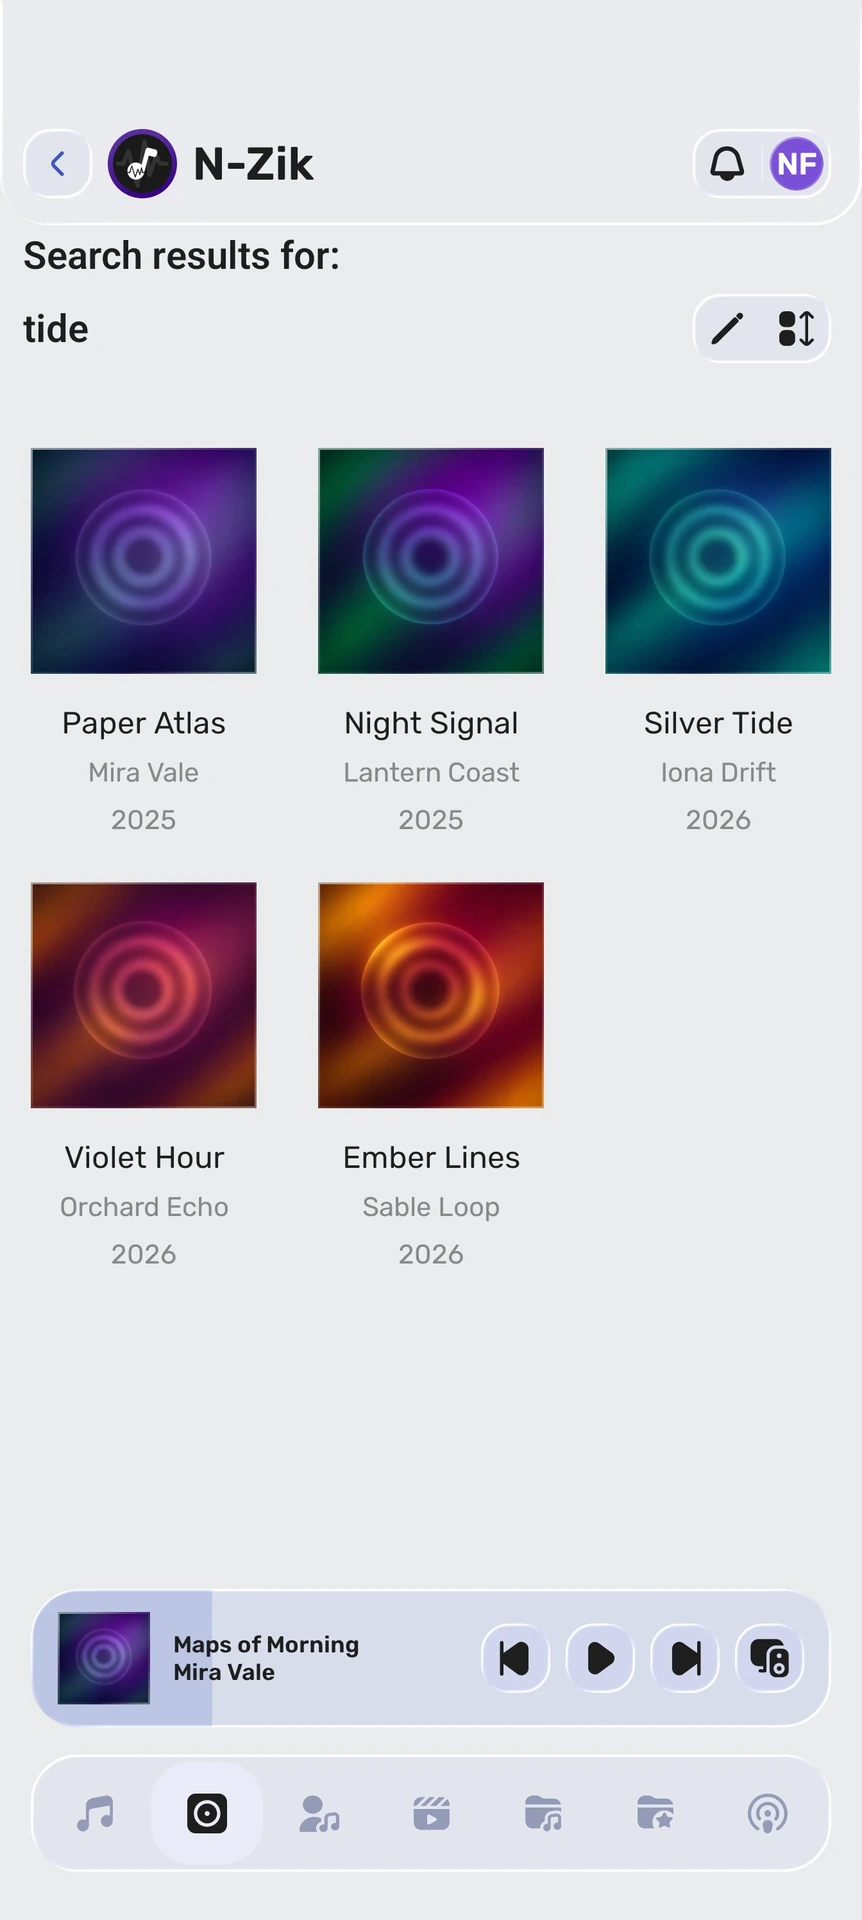 N-Zik
NF
Search results for:
tide
Paper Atlas
Mira Vale
2025
Night Signal
Lantern Coast
2025
Silver Tide
Iona Drift
2026
Violet Hour
Orchard Echo
2026
Ember Lines
Sable Loop
2026
Maps of Morning
Mira Vale